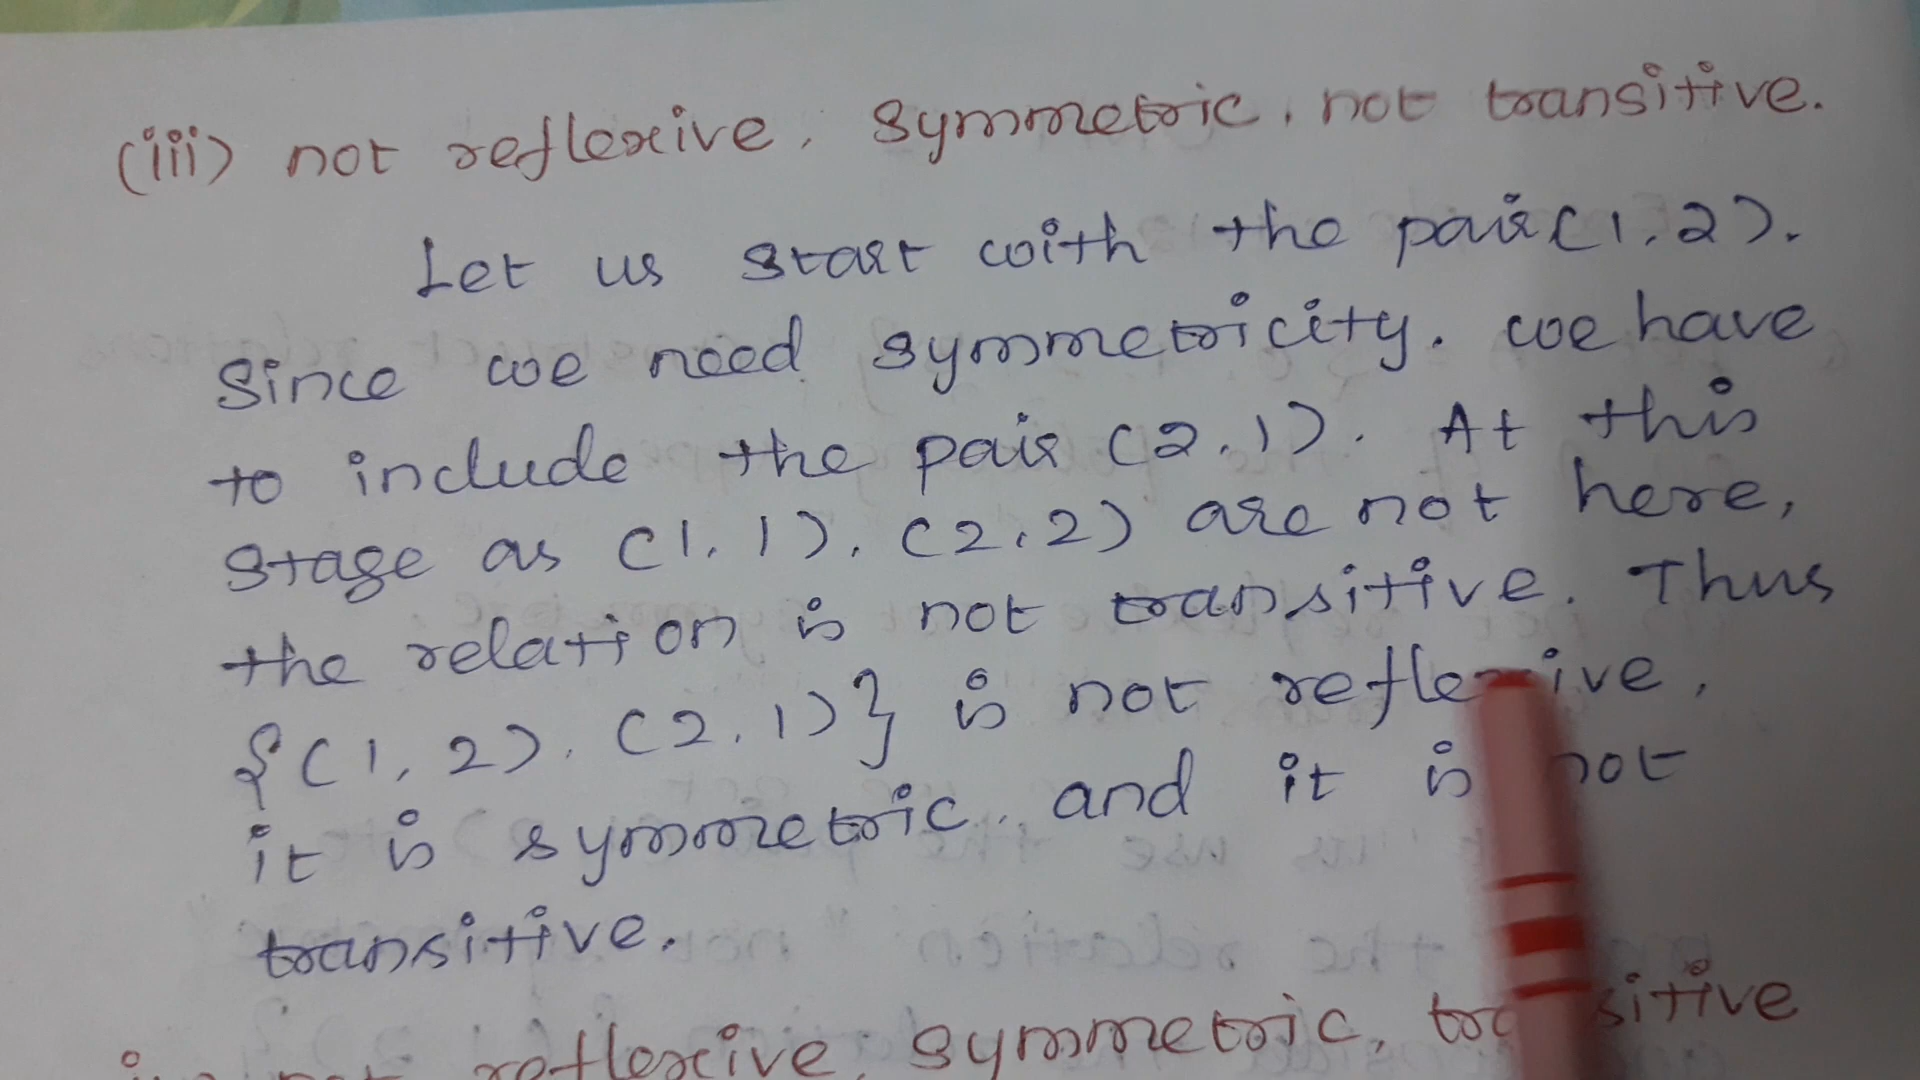 (iii) not reflexive, symmetric, not transitive.
Let us start with the pair (1,2).
Since we need symmetricity, we have
to include the pair (2,1). At this
stage as (1,1), (2,2) are not here,
the relation is not transitive. Thus
{(1,2), (2,1)} is not reflexive,
it is symmetric, and it is not
transitive.
reflexive, symmetric,